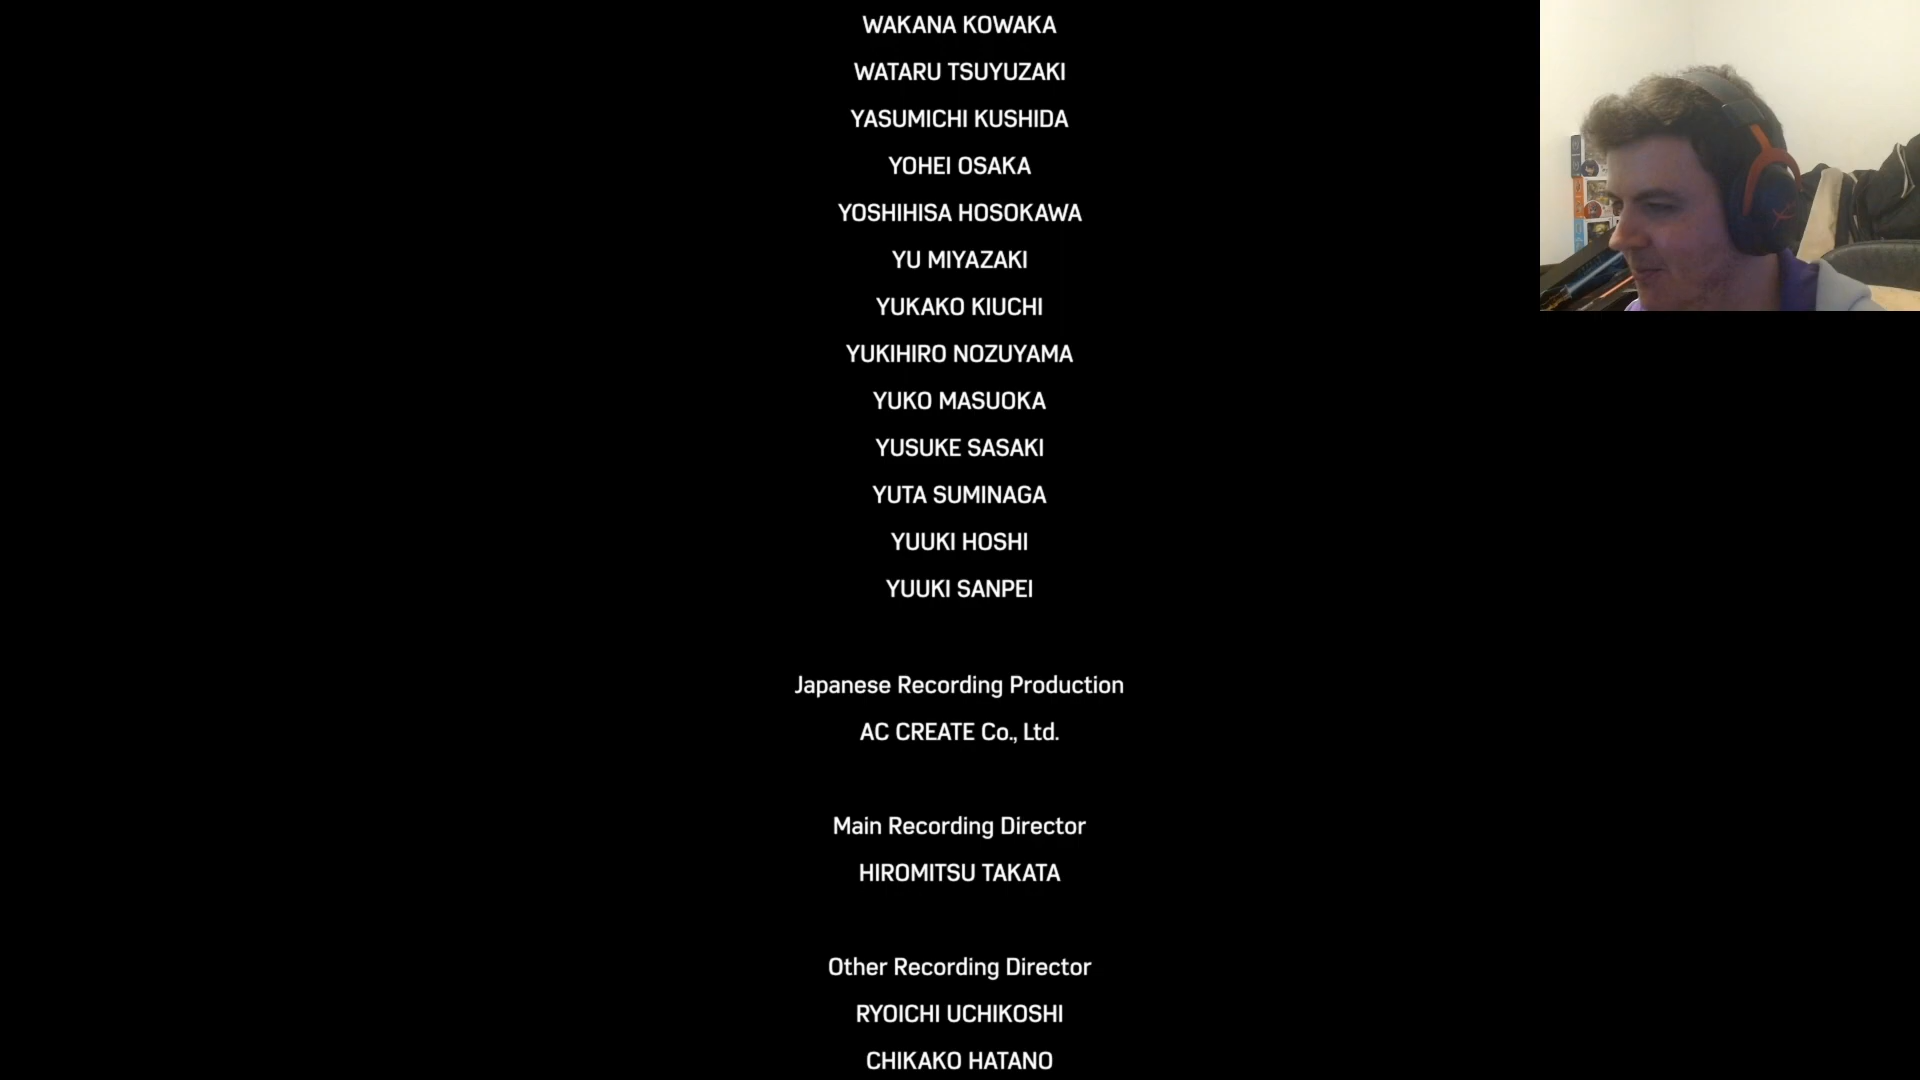 WAKANA KOWAKA
WATARU TSUYUZAKI
YASUMICHI KUSHIDA
YOHEI OSAKA
YOSHIHISA HOSOKAWA
YU MIYAZAKI
YUKAKO KIUCHI
YUKIHIRO NOZUYAMA
YUKO MASUOKA
YUSUKE SASAKI
YUTA SUMINAGA
YUUKI HOSHI
YUUKI SANPEI
Japanese Recording Production
AC CREATE Co., Ltd.
Main Recording Director
HIROMITSU TAKATA
Other Recording Director
RYOICHI UCHIKOSHI
CHIKAKO HATANO